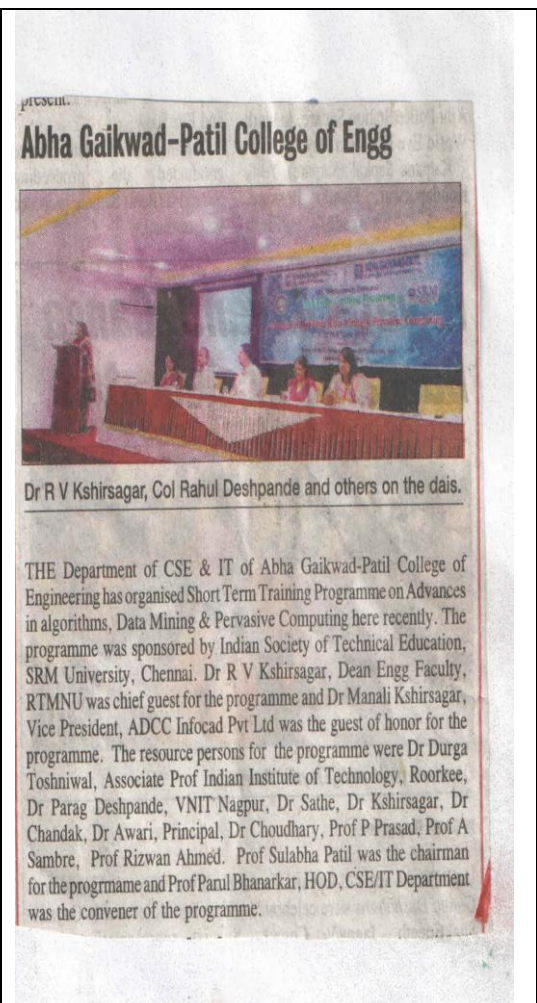 present.
Abha Gaikwad-Patil College of Engg
Dr R V Kshirsagar, Col Rahul Deshpande and others on the dais.
THE Department of CSE & IT of Abha Gaikwad-Patil College of
Engineering has organised Short Term Training Programme on Advances
in algorithms, Data Mining & Pervasive Computing here recently. The
programme was sponsored by Indian Society of Technical Education,
SRM University, Chennai. Dr R V Kshirsagar, Dean Engg Faculty,
RTMNU was chief guest for the programme and Dr Manali Kshirsagar,
Vice President, ADCC Infocad Pvt Ltd was the guest of honor for the
programme. The resource persons for the programme were Dr Durga
Toshniwal, Associate Prof Indian Institute of Technology, Roorkee,
Dr Parag Deshpande, VNIT Nagpur, Dr Sathe, Dr Kshirsagar, Dr
Chandak, Dr Awari, Principal, Dr Choudhary, Prof P Prasad, Prof A
Sambre, Prof Rizwan Ahmed. Prof Sulabha Patil was the chairman
for the progrmame and Prof Parul Bhanarkar, HOD, CSE/IT Department
was the convener of the programme.